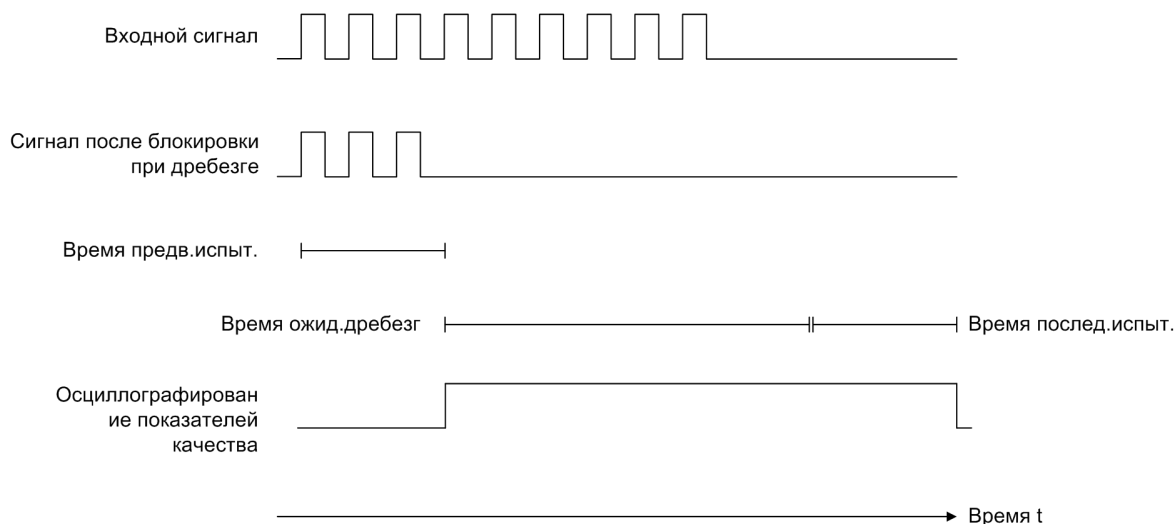 Входной сигнал
Сигнал после блокировки
при дребезге
Время предв.испыт.
Время ожид.дребезг
Время послед.испыт.
Осциллографирован
ие показателей
качества
Время t